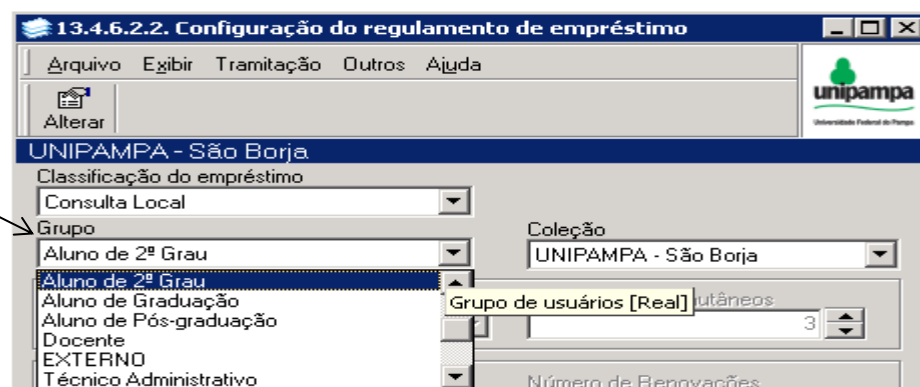 13.4.6.2.2. Configuração do regulamento de empréstimo
Arquivo Exibir Tramitação Outros Ajuda
Alterar
unipampa
Universidade Federal do Pampa
UNIPAMPA - São Borja
Classificação do empréstimo
Consulta Local
Grupo
Coleção
Aluno de 2º Grau
UNIPAMPA - São Borja
Aluno de 2º Grau
Aluno de Graduação
Grupo de usuários [Real]
utâneos
Aluno de Pós-graduação
3
Docente
EXTERNO
Técnico Administrativo
Número de Renovações